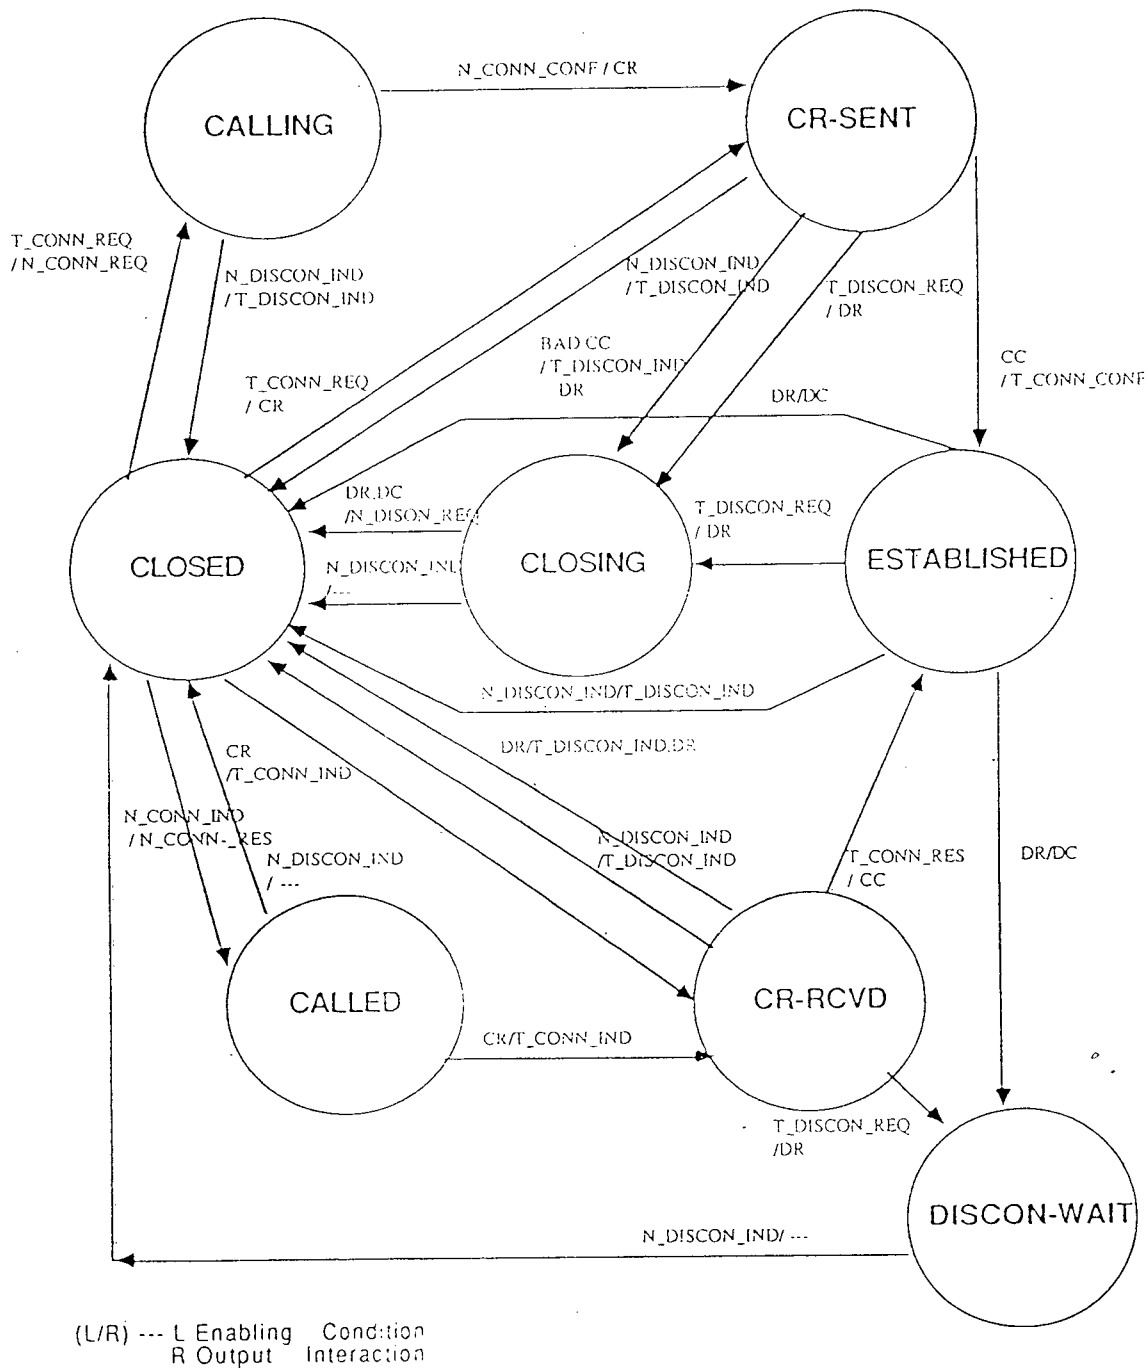 N_CONN_CONF / CR
CALLING
CR-SENT
T_CONN_REQ
/ N_CONN_REQ
N_DISCON_IND
/ T_DISCON_IND
N_DISCON_IND
/ T_DISCON_IND
T_DISCON_REQ
/ DR
BAD CC
/ T_DISCON_IND
DR
CC
/ T_CONN_CONF
T_CONN_REQ
/ CR
DR/DC
DR.DC
/N_DISON_REQ
T_DISCON_REQ
/ DR
CLOSED
CLOSING
ESTABLISHED
N_DISCON_IND
/---
N_DISCON_IND/T_DISCON_IND
DR/T_DISCON_IND.DR
CR
/T_CONN_IND
N_CONN_IND
/ N_CONN-_RES
N_DISCON_IND
/ ---
N_DISCON_IND
/T_DISCON_IND
T_CONN_RES
/ CC
DR/DC
CALLED
CR-RCVD
CR/T_CONN_IND
T_DISCON_REQ
/DR
DISCON-WAIT
N_DISCON_IND/ ---
(L/R) --- L Enabling Condition
R Output Interaction